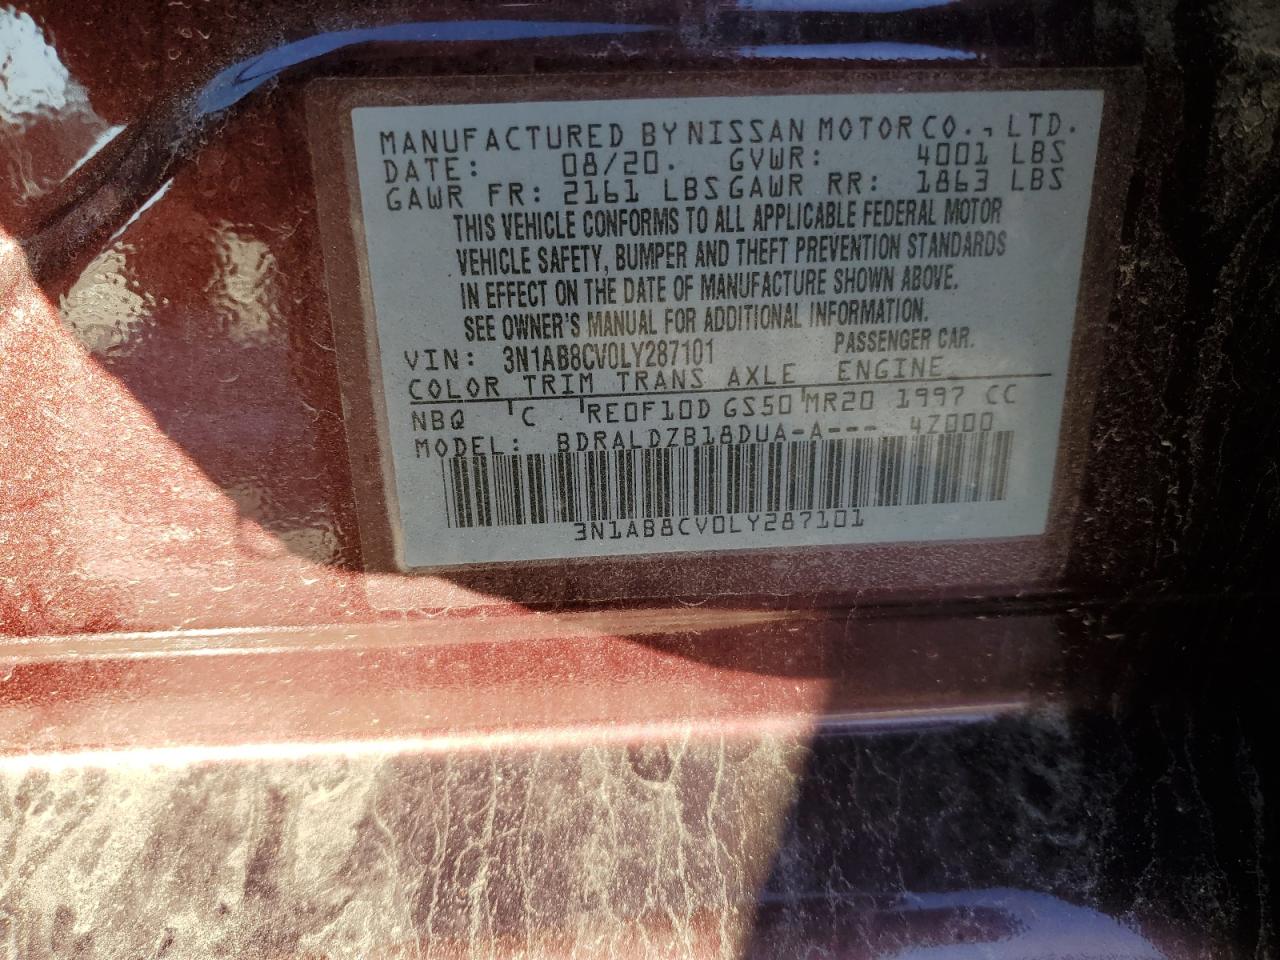 MANUFACTURED BY NISSAN MOTOR CO., LTD.
DATE: 08/20. GVWR: 4001 LBS
GAWR FR: 2161 LBS GAWR RR: 1863 LBS
THIS VEHICLE CONFORMS TO ALL APPLICABLE FEDERAL MOTOR
VEHICLE SAFETY, BUMPER AND THEFT PREVENTION STANDARDS
IN EFFECT ON THE DATE OF MANUFACTURE SHOWN ABOVE.
SEE OWNER'S MANUAL FOR ADDITIONAL INFORMATION.
VIN: 3N1AB8CV0LY287101 PASSENGER CAR.
COLOR TRIM TRANS AXLE ENGINE
NBQ C RE0F10D GS50 MR20 1997 CC
MODEL: BDRALDZB18DUA-A--- 4Z000
3N1AB8CV0LY287101